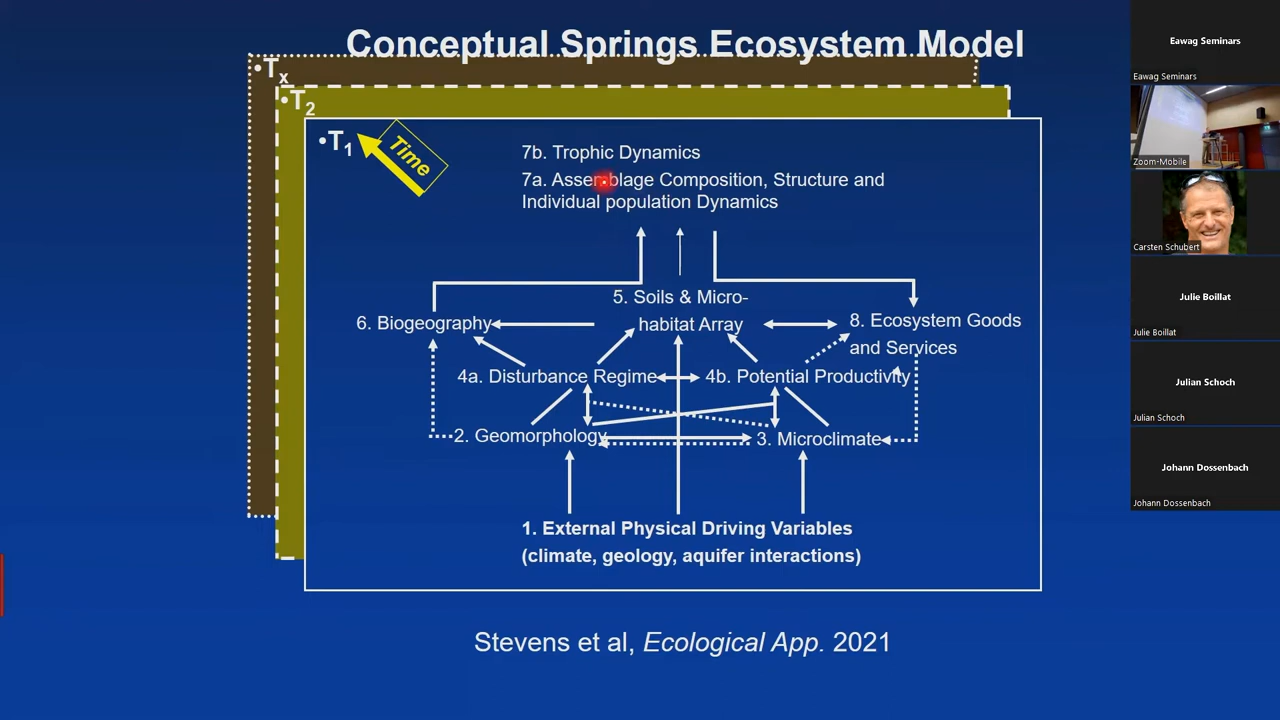 Conceptual Springs Ecosystem Model
•Tx
•T2
•T1
Time
7b. Trophic Dynamics
7a. Assemblage Composition, Structure and
Individual population Dynamics
5. Soils & Micro-
habitat Array
6. Biogeography
8. Ecosystem Goods
and Services
4a. Disturbance Regime
4b. Potential Productivity
2. Geomorphology
3. Microclimate
1. External Physical Driving Variables
(climate, geology, aquifer interactions)
Stevens et al, Ecological App. 2021
Eawag Seminars
Eawag Seminars
Zoom-Mobile
Carsten Schubert
Julie Boillat
Julie Boillat
Julian Schoch
Julian Schoch
Johann Dossenbach
Johann Dossenbach